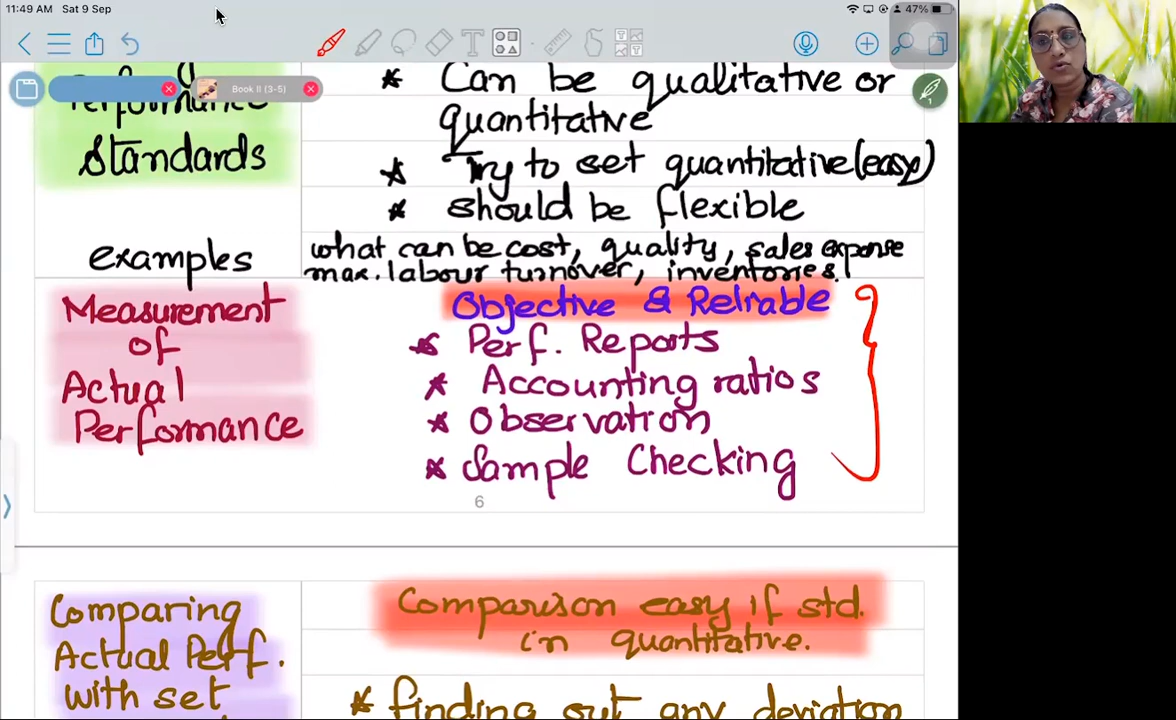 11:49 AM Sat 9 Sep
47%
Book II (3-5)
1
Performance
Standards
examples
* Can be qualitative or
quantitative
* Try to set quantitative (easy)
* should be flexible
what can be cost, quality, sales expense
max. labour turnover, inventories.
Measurement
of
Actual
Performance
Objective & Reliable
* Perf. Reports
* Accounting ratios
* Observation
* Sample Checking
6
Comparing
Actual Perf.
with set
Comparison easy if std.
in quantitative.
* finding out any deviation